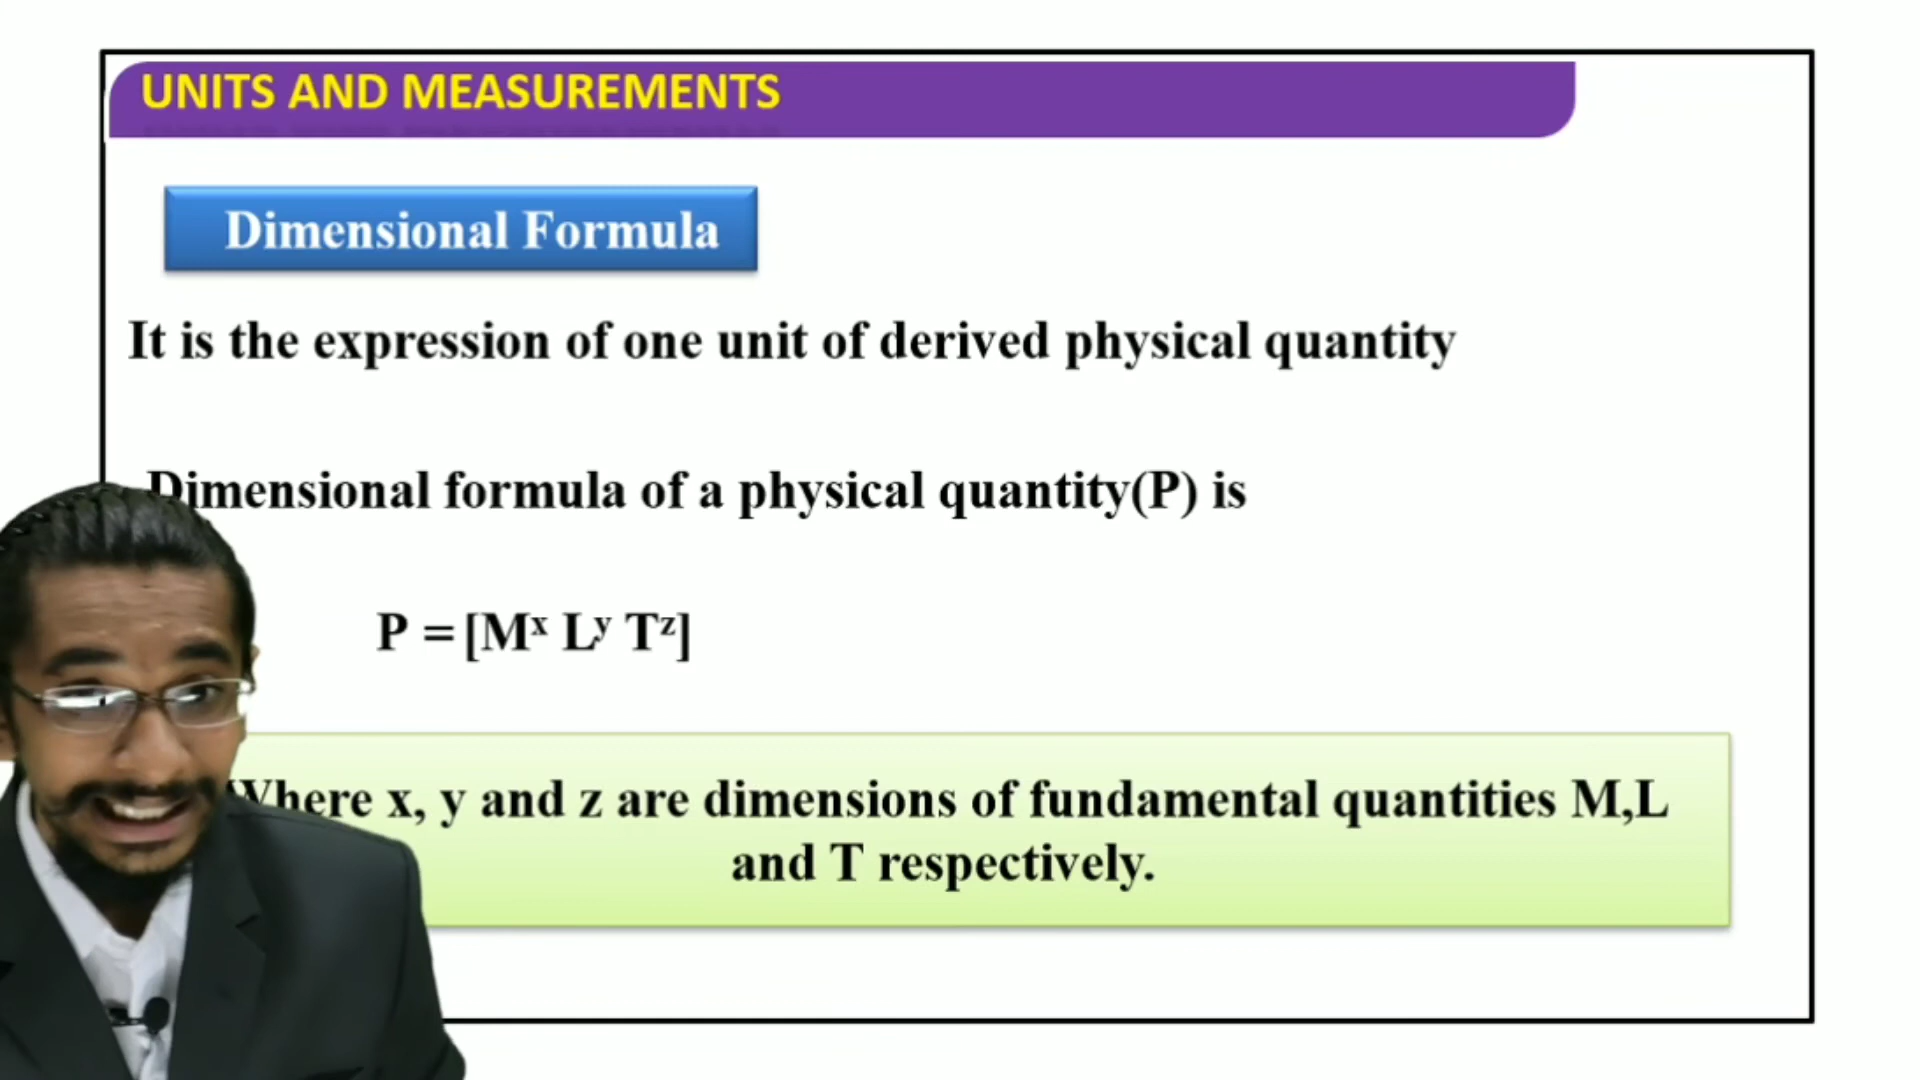 UNITS AND MEASUREMENTS
Dimensional Formula
It is the expression of one unit of derived physical quantity
Dimensional formula of a physical quantity(P) is
P = [Mˣ Lʸ Tᶻ]
Where x, y and z are dimensions of fundamental quantities M,L
and T respectively.